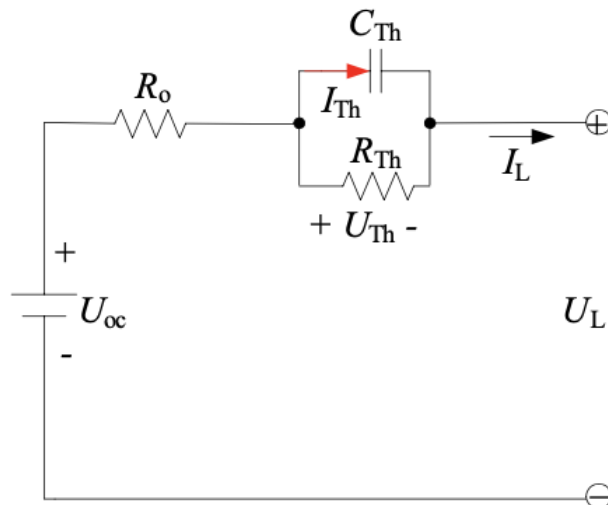 C_Th
R_o
I_Th
R_Th
I_L
+
+ U_Th -
+
U_oc
U_L
-
−